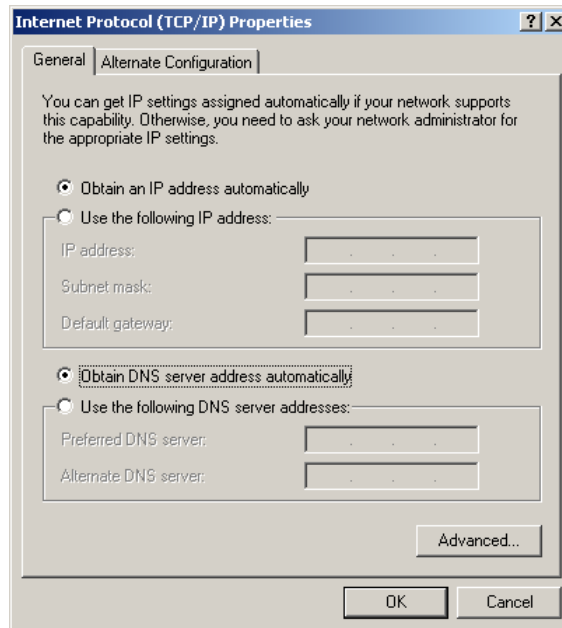 Internet Protocol (TCP/IP) Properties
General
Alternate Configuration
You can get IP settings assigned automatically if your network supports
this capability. Otherwise, you need to ask your network administrator for
the appropriate IP settings.
Obtain an IP address automatically
Use the following IP address:
IP address:
Subnet mask:
Default gateway:
Obtain DNS server address automatically
Use the following DNS server addresses:
Preferred DNS server:
Alternate DNS server:
Advanced...
OK
Cancel